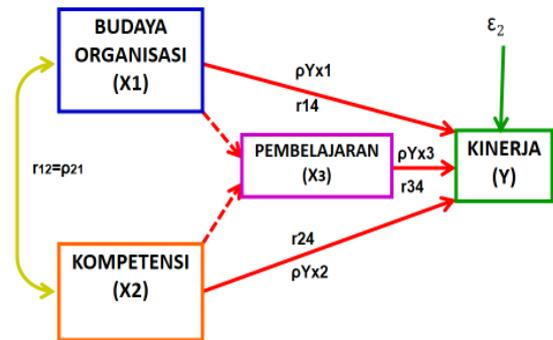 BUDAYA
ORGANISASI
(X1)
ε2
ρYx1
r14
PEMBELAJARAN
(X3)
ρYx3
r34
KINERJA
(Y)
r12=ρ21
r24
ρYx2
KOMPETENSI
(X2)